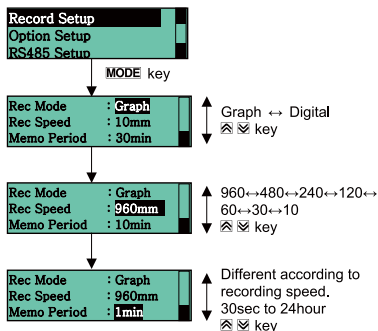 Record Setup
Option Setup
RS485 Setup
MODE key
Rec Mode : Graph
Rec Speed : 10mm
Memo Period : 30min
Graph ↔ Digital
key
Rec Mode : Graph
Rec Speed : 960mm
Memo Period : 10min
960↔480↔240↔120↔
60↔30↔10
key
Rec Mode : Graph
Rec Speed : 960mm
Memo Period : 1min
Different according to
recording speed.
30sec to 24hour
key